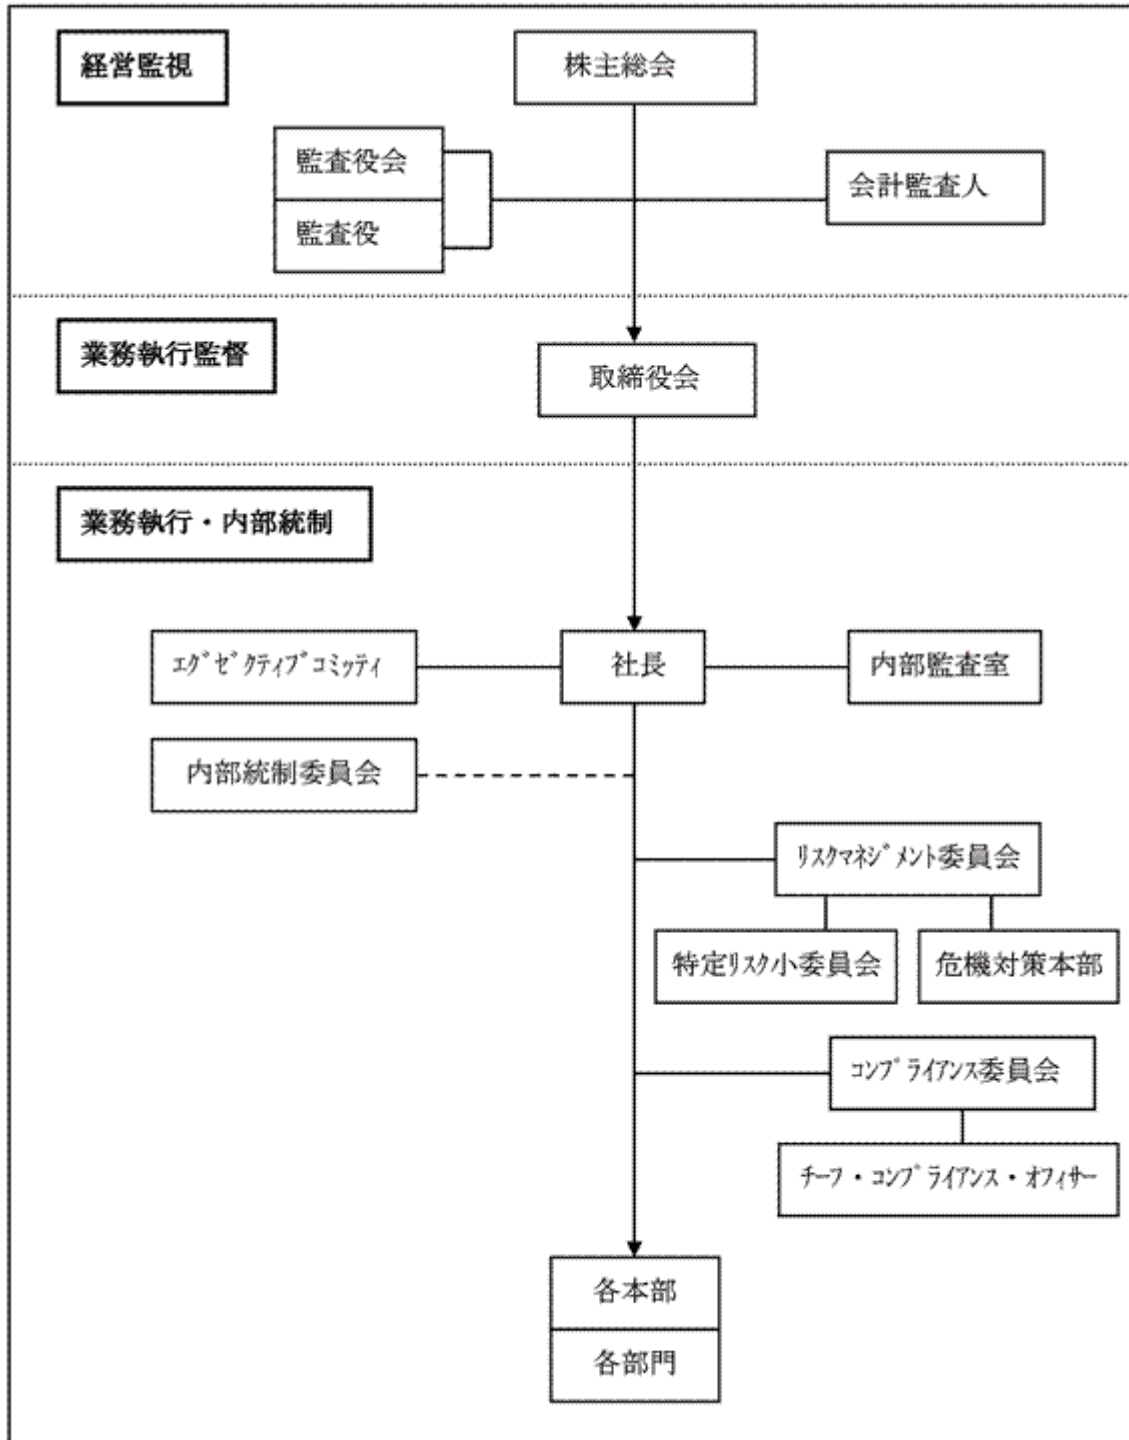 経営監視
株主総会
監査役会
監査役
会計監査人
業務執行監督
取締役会
業務執行・内部統制
ｴｸﾞｾﾞｸﾃｨﾌﾞｺﾐｯﾃｨ
社長
内部監査室
内部統制委員会
ﾘｽｸﾏﾈｼﾞﾒﾝﾄ委員会
特定ﾘｽｸ小委員会
危機対策本部
ｺﾝﾌﾟﾗｲｱﾝｽ委員会
ﾁｰﾌ・ｺﾝﾌﾟﾗｲｱﾝｽ・ｵﾌｨｻｰ
各本部
各部門